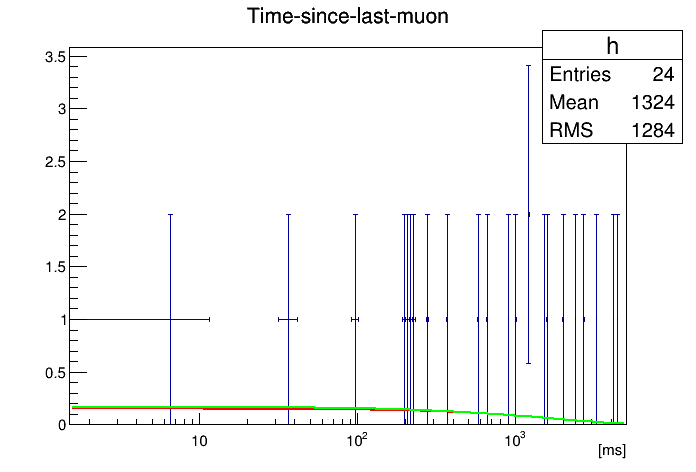 Time-since-last-muon
h
Entries 24
Mean 1324
RMS 1284
3.5
3
2.5
2
1.5
1
0.5
0
10
10²
10³
[ms]